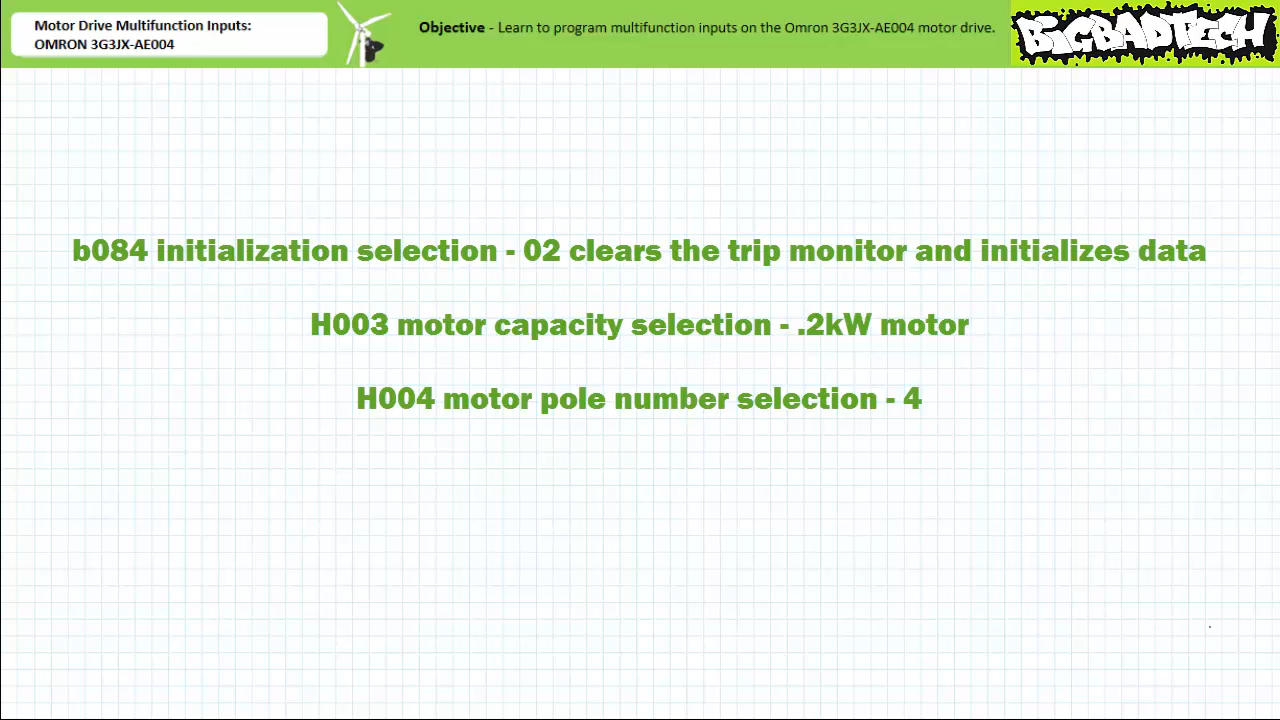 Motor Drive Multifunction Inputs:
OMRON 3G3JX-AE004
Objective - Learn to program multifunction inputs on the Omron 3G3JX-AE004 motor drive.
BIGBADTECH
b084 initialization selection - 02 clears the trip monitor and initializes data
H003 motor capacity selection - .2kW motor
H004 motor pole number selection - 4